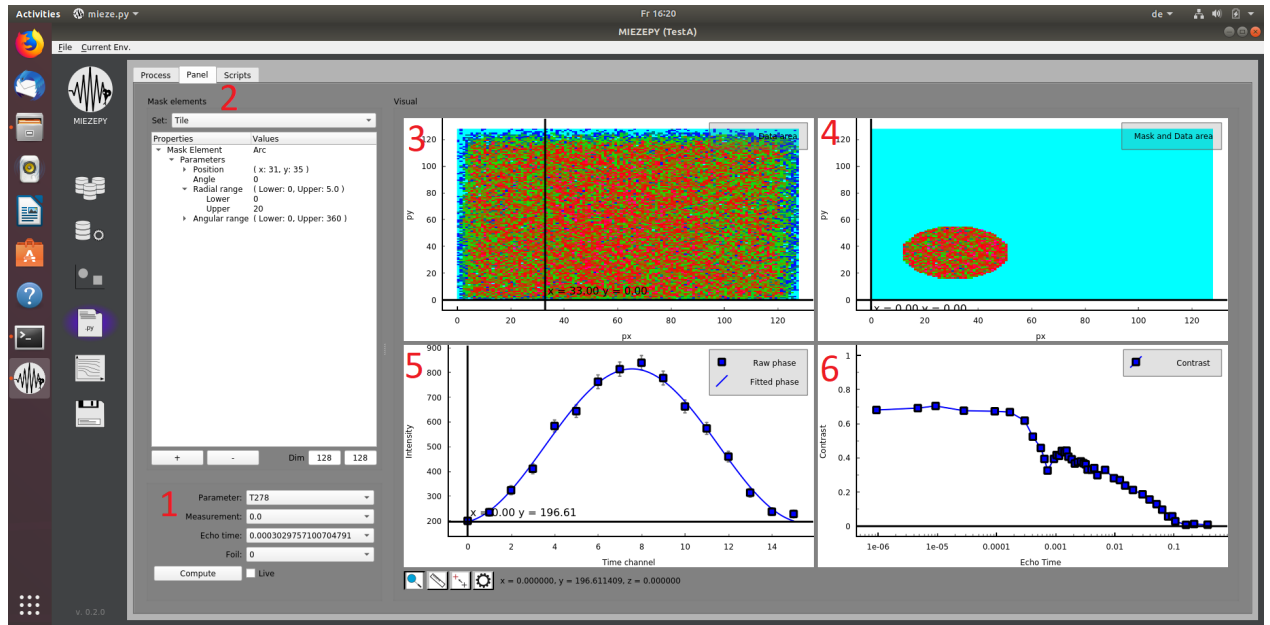 Activities mieze.py Fr 16:20 de
MIEZEPY (TestA)
File Current Env.
MIEZEPY
v. 0.2.0
Process Panel Scripts
Mask elements 2
Set: Tile
Properties Values
Mask Element Arc
Parameters
Position ( x: 31, y: 35 )
Angle 0
Radial range ( Lower: 0, Upper: 5.0 )
Lower 0
Upper 20
Angular range ( Lower: 0, Upper: 360 )
+ - Dim 128 128
1
Parameter: T278
Measurement: 0.0
Echo time: 0.0003029757100704791
Foil: 0
Compute Live
Visual
3
Data area
120
100
80
60
40
20
0
py
x = 33.00 y = 0.00
0 20 40 60 80 100 120
px
4
Mask and Data area
120
100
80
60
40
20
0
py
x = 0.00 y = 0.00
0 20 40 60 80 100 120
px
5
Raw phase
Fitted phase
900
800
700
600
500
400
300
200
Intensity
x = 0.00 y = 196.61
0 2 4 6 8 10 12 14
Time channel
6
Contrast
1
0.8
0.6
0.4
0.2
0
Contrast
1e-06 1e-05 0.0001 0.001 0.01 0.1
Echo Time
x = 0.000000, y = 196.611409, z = 0.000000
.py